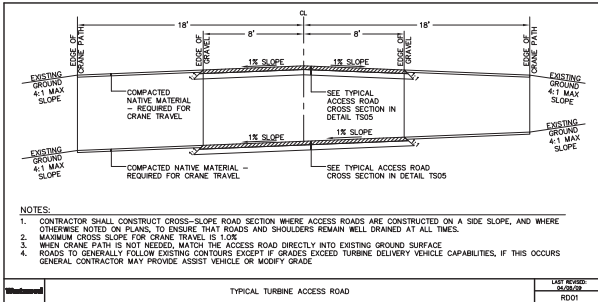 CL
18'
18'
8'
8'
EDGE OF
CRANE PATH
EDGE OF
GRAVEL
EDGE OF
GRAVEL
EDGE OF
CRANE PATH
1% SLOPE
1% SLOPE
EXISTING
GROUND
4:1 MAX
SLOPE
COMPACTED
NATIVE MATERIAL
- REQUIRED FOR
CRANE TRAVEL
SEE TYPICAL
ACCESS ROAD
CROSS SECTION IN
DETAIL TS05
EXISTING
GROUND
4:1 MAX
SLOPE
1% SLOPE
1% SLOPE
EXISTING
GROUND
4:1 MAX
SLOPE
COMPACTED NATIVE MATERIAL -
REQUIRED FOR CRANE TRAVEL
SEE TYPICAL ACCESS ROAD
CROSS SECTION IN DETAIL TS05
EXISTING
GROUND
4:1 MAX
SLOPE
NOTES:
1. CONTRACTOR SHALL CONSTRUCT CROSS-SLOPE ROAD SECTION WHERE ACCESS ROADS ARE CONSTRUCTED ON A SIDE SLOPE, AND WHERE
OTHERWISE NOTED ON PLANS, TO ENSURE THAT ROADS AND SHOULDERS REMAIN WELL DRAINED AT ALL TIMES.
2. MAXIMUM CROSS SLOPE FOR CRANE TRAVEL IS 1.0%
3. WHEN CRANE PATH IS NOT NEEDED, MATCH THE ACCESS ROAD DIRECTLY INTO EXISTING GROUND SURFACE
4. ROADS TO GENERALLY FOLLOW EXISTING CONTOURS EXCEPT IF GRADES EXCEED TURBINE DELIVERY VEHICLE CAPABILITIES, IF THIS OCCURS
GENERAL CONTRACTOR MAY PROVIDE ASSIST VEHICLE OR MODIFY GRADE
Westwood
TYPICAL TURBINE ACCESS ROAD
LAST REVISED:
04/08/09
RD01